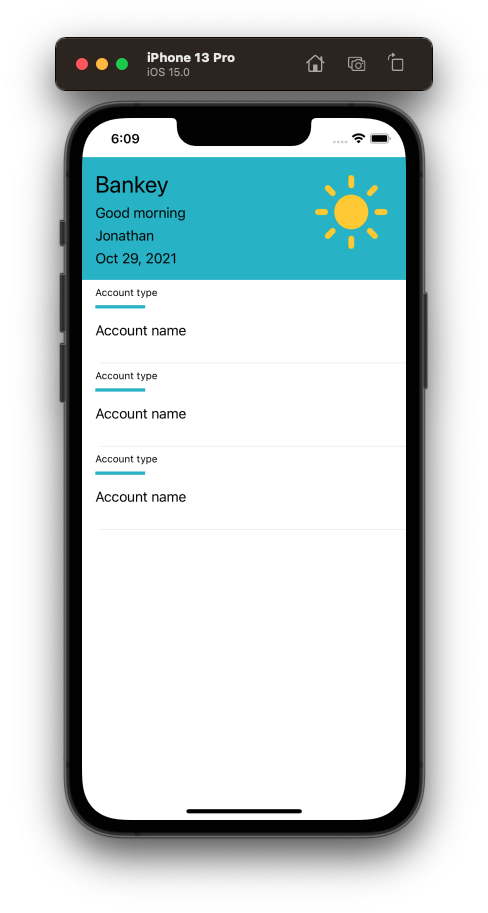 iPhone 13 Pro
iOS 15.0
6:09
Bankey
Good morning
Jonathan
Oct 29, 2021
Account type
Account name
Account type
Account name
Account type
Account name